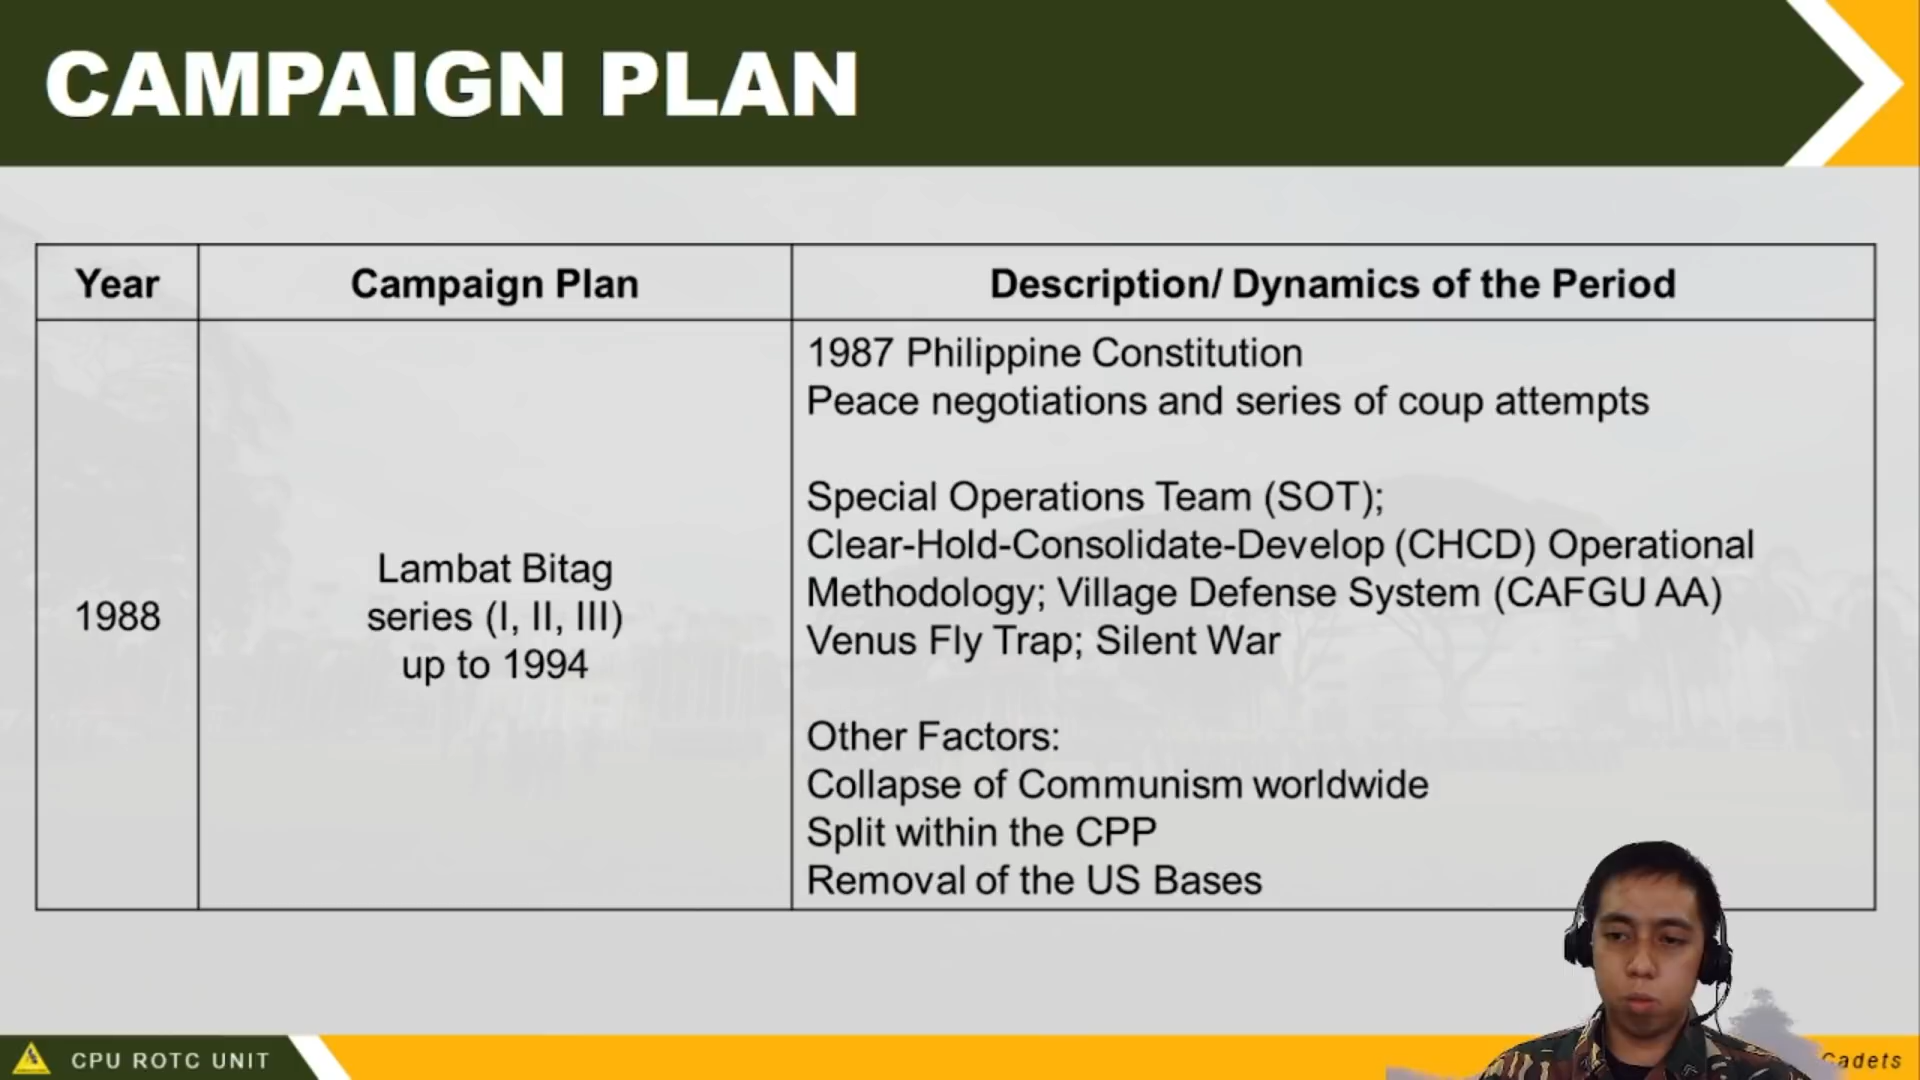 CAMPAIGN PLAN
Year
Campaign Plan
Description/ Dynamics of the Period
1988
Lambat Bitag
series (I, II, III)
up to 1994
1987 Philippine Constitution
Peace negotiations and series of coup attempts
Special Operations Team (SOT);
Clear-Hold-Consolidate-Develop (CHCD) Operational
Methodology; Village Defense System (CAFGU AA)
Venus Fly Trap; Silent War
Other Factors:
Collapse of Communism worldwide
Split within the CPP
Removal of the US Bases
CPU ROTC UNIT
Cadets